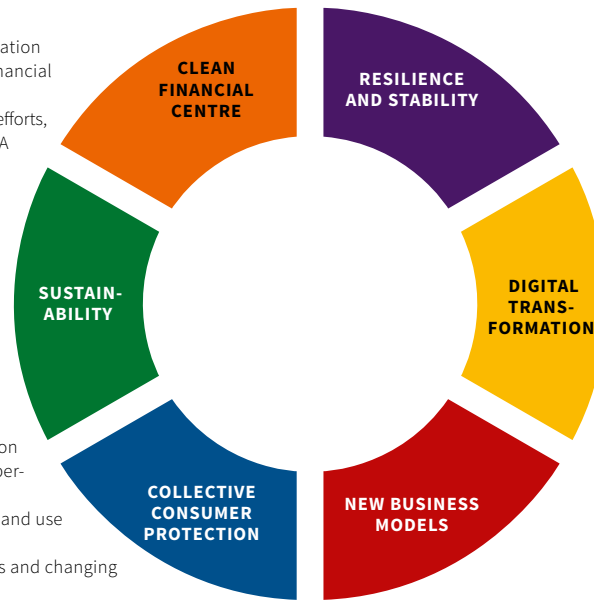 ation
nancial
efforts,
A
CLEAN
FINANCIAL
CENTRE
RESILIENCE
AND STABILITY
SUSTAIN-
ABILITY
DIGITAL
TRANS-
FORMATION
on
per-
and use
s and changing
COLLECTIVE
CONSUMER
PROTECTION
NEW BUSINESS
MODELS